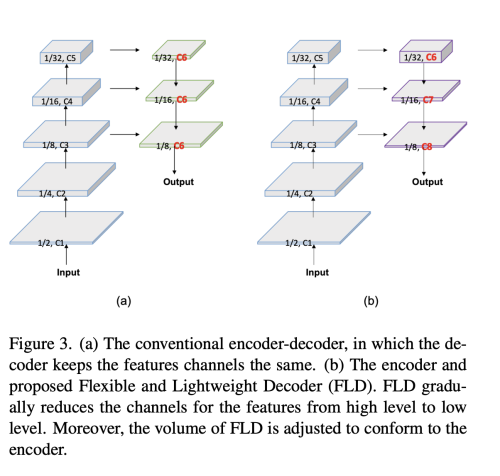 1/32, C5
1/32, C6
1/16, C4
1/16, C6
1/8, C3
1/8, C6
1/4, C2
Output
1/2, C1
Input
(a)
1/32, C5
1/32, C6
1/16, C4
1/16, C7
1/8, C3
1/8, C8
1/4, C2
Output
1/2, C1
Input
(b)
Figure 3. (a) The conventional encoder-decoder, in which the de-
coder keeps the features channels the same. (b) The encoder and
proposed Flexible and Lightweight Decoder (FLD). FLD gradu-
ally reduces the channels for the features from high level to low
level. Moreover, the volume of FLD is adjusted to conform to the
encoder.